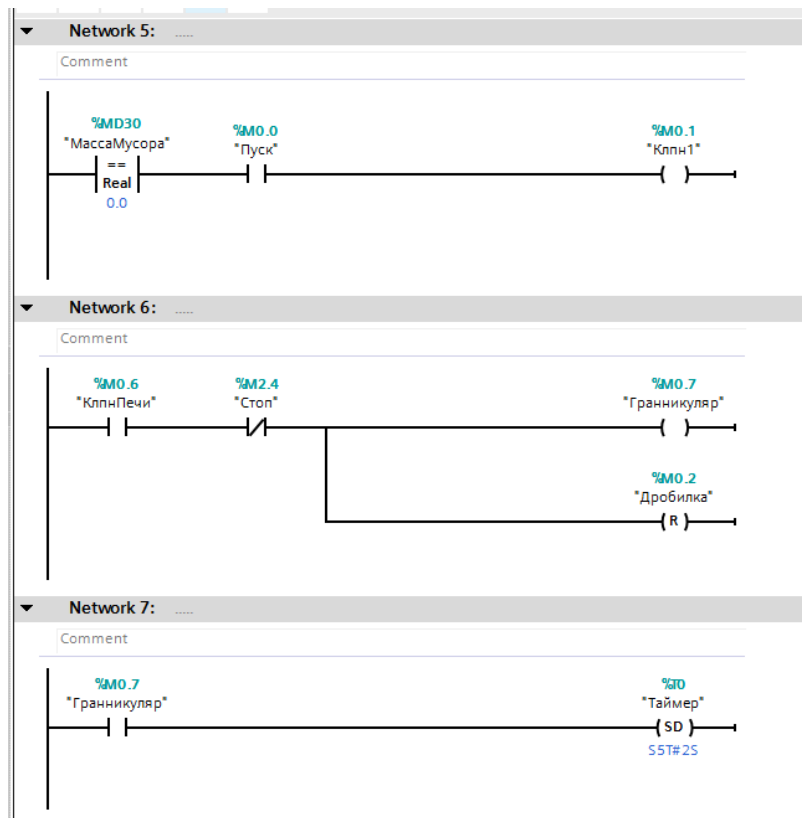 Network 5: .....
Comment
%MD30
"МассаМусора"
==
Real
0.0
%M0.0
"Пуск"
%M0.1
"Клпн1"
Network 6: .....
Comment
%M0.6
"КлпнПечи"
%M2.4
"Стоп"
%M0.7
"Гранникуляр"
%M0.2
"Дробилка"
R
Network 7: .....
Comment
%M0.7
"Гранникуляр"
%T0
"Таймер"
SD
S5T#2S